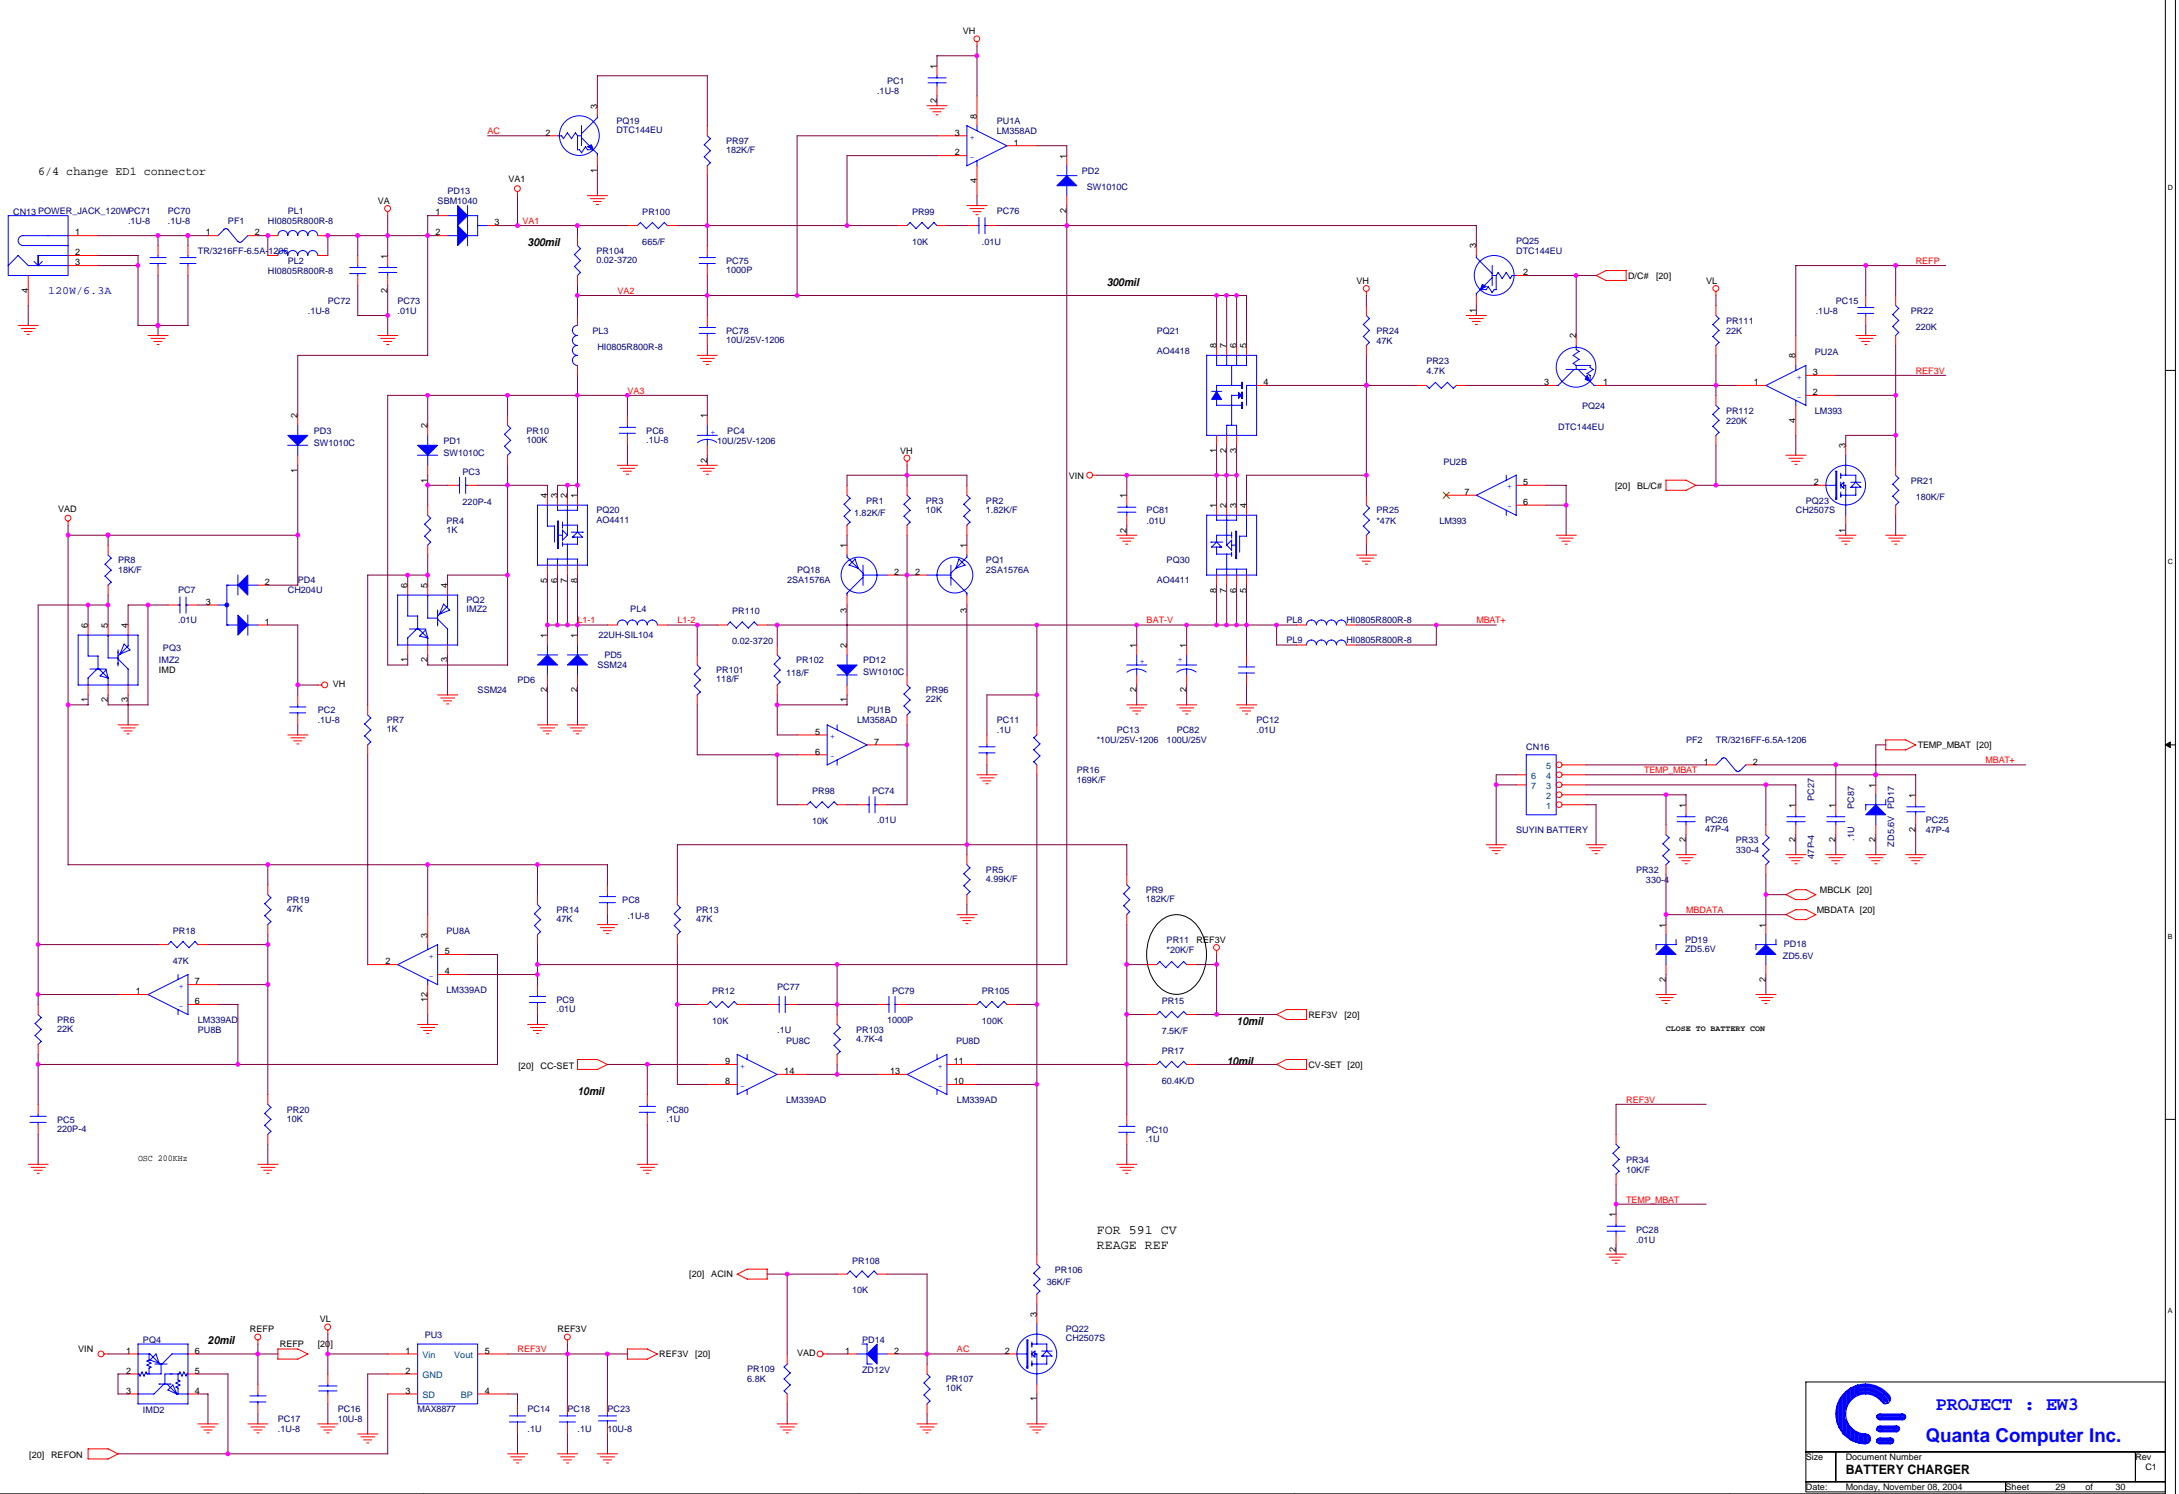 VH
PC1
.1U-8
PU1A
LM358AD
PQ19
DTC144EU
AC
PR97
182K/F
PD2
SW1010C
6/4 change ED1 connector
CN13 POWER_JACK_120W
PC71
.1U-8
PC70
.1U-8
PF1
TR/3216FF-6.5A-1206
PL1
HI0805R800R-8
PL2
HI0805R800R-8
VA
PD13
SBM1040
VA1
VA1
300mil
PR100
665/F
PR99
10K
PC76
.01U
120W/6.3A
PC72
.1U-8
PC73
.01U
PR104
0.02-3720
PC75
1000P
VA2
300mil
PL3
HI0805R800R-8
PC78
10U/25V-1206
PQ25
DTC144EU
D/C# [20]
REFP
VH
PR24
47K
VL
PR111
22K
PC15
.1U-8
PR22
220K
PQ21
AO4418
PR23
4.7K
PU2A
REF3V
LM393
PQ24
DTC144EU
PR112
220K
VA3
PD3
SW1010C
PD1
SW1010C
PR10
100K
PC6
.1U-8
PC4
10U/25V-1206
PC3
220P-4
PR4
1K
PQ20
AO4411
VH
PR1
1.82K/F
PR3
10K
PR2
1.82K/F
VIN
PC81
.01U
PU2B
LM393
[20] BL/C#
PQ23
CH2507S
PR21
180K/F
PR25
*47K
PQ30
AO4411
VAD
PR8
18K/F
PC7
.01U
PD4
CH204U
PQ2
IMZ2
PQ18
2SA1576A
PQ1
2SA1576A
PQ3
IMZ2
IMD
L1-1
PL4
22UH-SIL104
L1-2
PR110
0.02-3720
BAT-V
PL8
HI0805R800R-8
PL9
HI0805R800R-8
MBAT+
VH
PC2
.1U-8
PD5
SSM24
PD6
SSM24
PR101
118/F
PR102
118/F
PD12
SW1010C
PR96
22K
PR7
1K
PU1B
LM358AD
PC11
.1U
PC13
*10U/25V-1206
PC82
100U/25V
PC12
.01U
PR16
169K/F
PR98
10K
PC74
.01U
CN16
SUYIN BATTERY
PF2 TR/3216FF-6.5A-1206
TEMP_MBAT [20]
TEMP_MBAT
MBAT+
PC26
47P-4
PC27
47P-4
PC87
.1U
PD17
ZD5.6V
PC25
47P-4
PR33
330-4
PR32
330-4
MBCLK [20]
MBDATA
MBDATA [20]
PD19
ZD5.6V
PD18
ZD5.6V
CLOSE TO BATTERY CON
PR5
4.99K/F
PR9
182K/F
PR11
*20K/F
REF3V
PR19
47K
PR18
47K
PU8A
LM339AD
PR14
47K
PC8
.1U-8
PR13
47K
PC9
.01U
LM339AD
PU8B
PR6
22K
PR12
10K
PC77
.1U
PC79
1000P
PR105
100K
PR15
7.5K/F
10mil
REF3V [20]
PR103
4.7K-4
PU8C
LM339AD
PU8D
LM339AD
[20] CC-SET
10mil
PR17
60.4K/D
10mil
CV-SET [20]
PC5
220P-4
PR20
10K
PC80
.1U
PC10
.1U
OSC 200KHz
REF3V
PR34
10K/F
TEMP_MBAT
PC28
.01U
FOR 591 CV
REAGE REF
[20] ACIN
PR108
10K
PR106
36K/F
PQ22
CH2507S
VIN
PQ4
IMD2
20mil
REFP
REFP [20]
VL
PU3
Vin
Vout
GND
SD
BP
MAX8877
REF3V
REF3V
REF3V [20]
VAD
PD14
ZD12V
AC
PR109
6.8K
PR107
10K
PC17
.1U-8
PC16
10U-8
PC14
.1U
PC18
.1U
PC23
10U-8
[20] REFON
PROJECT : EW3
Quanta Computer Inc.
Size
Document Number
Rev
BATTERY CHARGER
C1
Date: Monday, November 08, 2004
Sheet 29 of 30